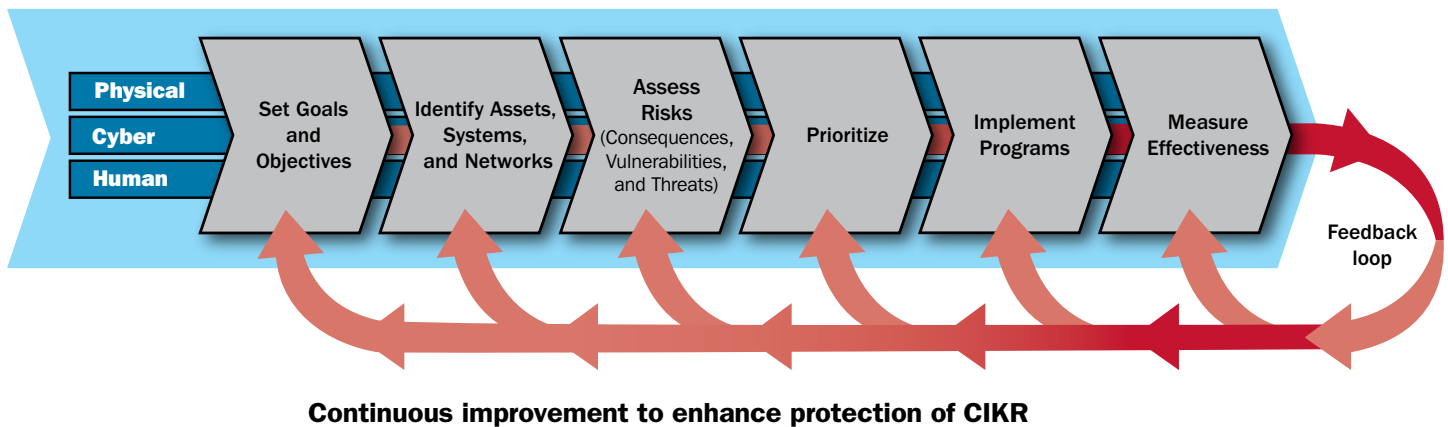 Physical
Cyber
Human
Set Goals
and
Objectives
Identify Assets,
Systems,
and Networks
Assess
Risks
(Consequences,
Vulnerabilities,
and Threats)
Prioritize
Implement
Programs
Measure
Effectiveness
Feedback
loop
Continuous improvement to enhance protection of CIKR